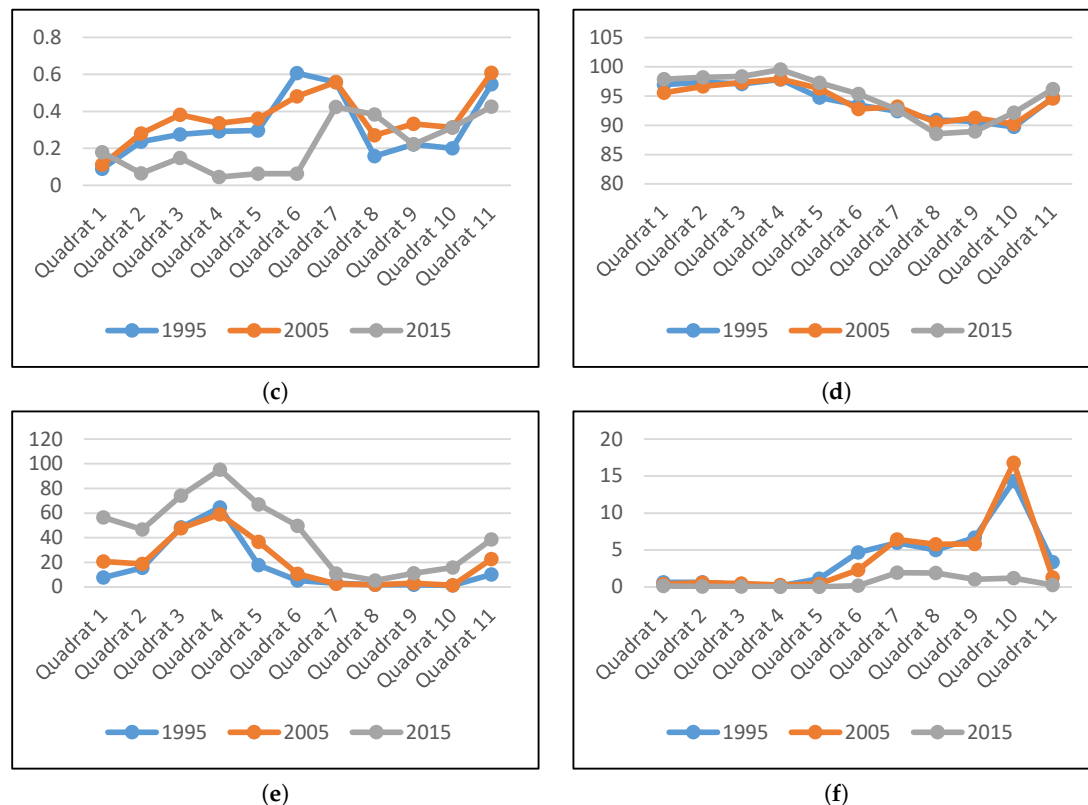 0.8
0.6
0.4
0.2
0
Quadrat 1
Quadrat 2
Quadrat 3
Quadrat 4
Quadrat 5
Quadrat 6
Quadrat 7
Quadrat 8
Quadrat 9
Quadrat 10
Quadrat 11
1995 2005 2015
(c)
105
100
95
90
85
80
Quadrat 1
Quadrat 2
Quadrat 3
Quadrat 4
Quadrat 5
Quadrat 6
Quadrat 7
Quadrat 8
Quadrat 9
Quadrat 10
Quadrat 11
1995 2005 2015
(d)
120
100
80
60
40
20
0
Quadrat 1
Quadrat 2
Quadrat 3
Quadrat 4
Quadrat 5
Quadrat 6
Quadrat 7
Quadrat 8
Quadrat 9
Quadrat 10
Quadrat 11
1995 2005 2015
(e)
20
15
10
5
0
Quadrat 1
Quadrat 2
Quadrat 3
Quadrat 4
Quadrat 5
Quadrat 6
Quadrat 7
Quadrat 8
Quadrat 9
Quadrat 10
Quadrat 11
1995 2005 2015
(f)